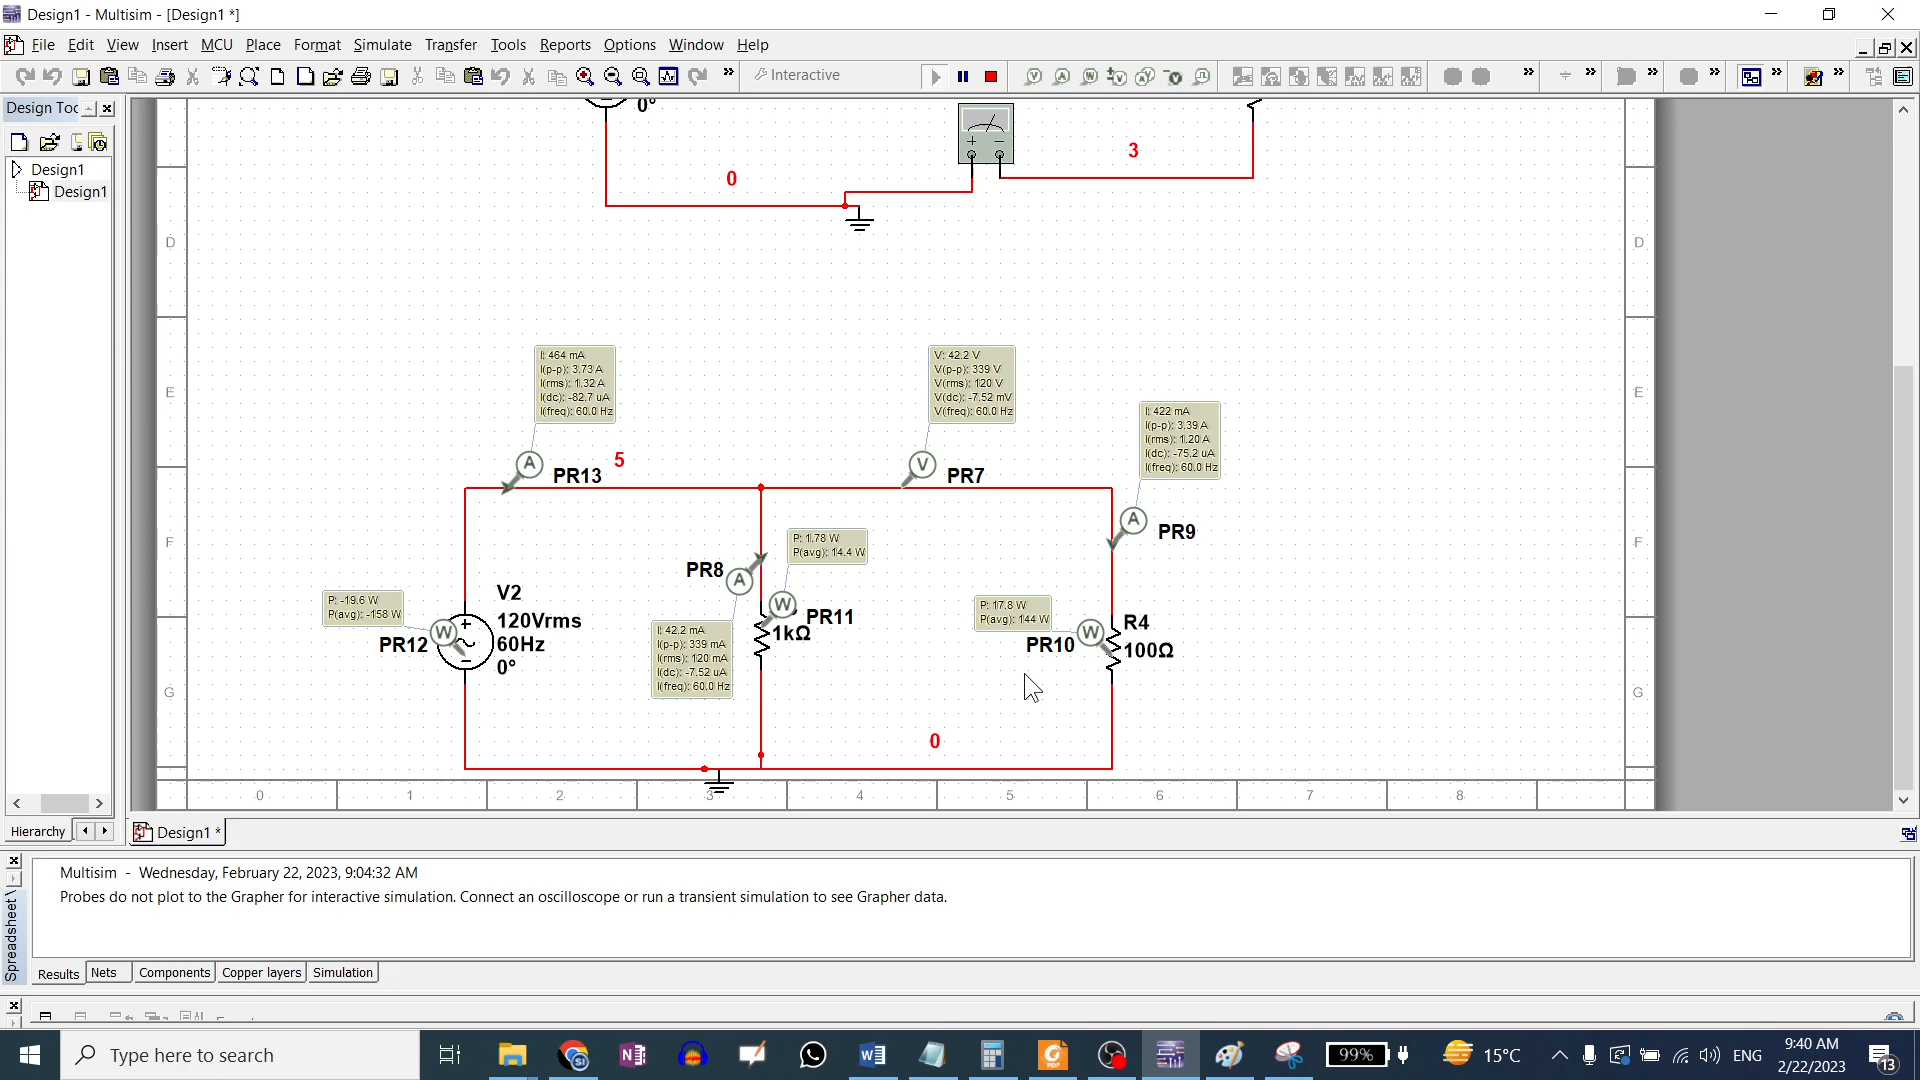 Design1 - Multisim - [Design1 *]
File Edit View Insert MCU Place Format Simulate Transfer Tools Reports Options Window Help
Interactive
Design Toc
Design1
Design1
0°
0
3
D
D
E
E
F
F
G
G
I: 464 mA
I(p-p): 3.73 A
I(rms): 1.32 A
I(dc): -82.7 uA
I(freq): 60.0 Hz
A
PR13
5
V: 42.2 V
V(p-p): 339 V
V(rms): 120 V
V(dc): -7.52 mV
V(freq): 60.0 Hz
V
PR7
I: 422 mA
I(p-p): 3.39 A
I(rms): 1.20 A
I(dc): -75.2 uA
I(freq): 60.0 Hz
A
PR9
P: 1.78 W
P(avg): 14.4 W
PR8
A
W
PR11
1kΩ
I: 42.2 mA
I(p-p): 339 mA
I(rms): 120 mA
I(dc): -7.52 uA
I(freq): 60.0 Hz
P: -19.6 W
P(avg): -158 W
PR12
W
V2
120Vrms
60Hz
0°
P: 17.8 W
P(avg): 144 W
PR10
W
R4
100Ω
0
0 1 2 3 4 5 6 7 8
Hierarchy
Design1 *
Multisim - Wednesday, February 22, 2023, 9:04:32 AM
Probes do not plot to the Grapher for interactive simulation. Connect an oscilloscope or run a transient simulation to see Grapher data.
Spreadsheet \
Results Nets Components Copper layers Simulation
Type here to search
99%
15°C
ENG
9:40 AM
2/22/2023
13